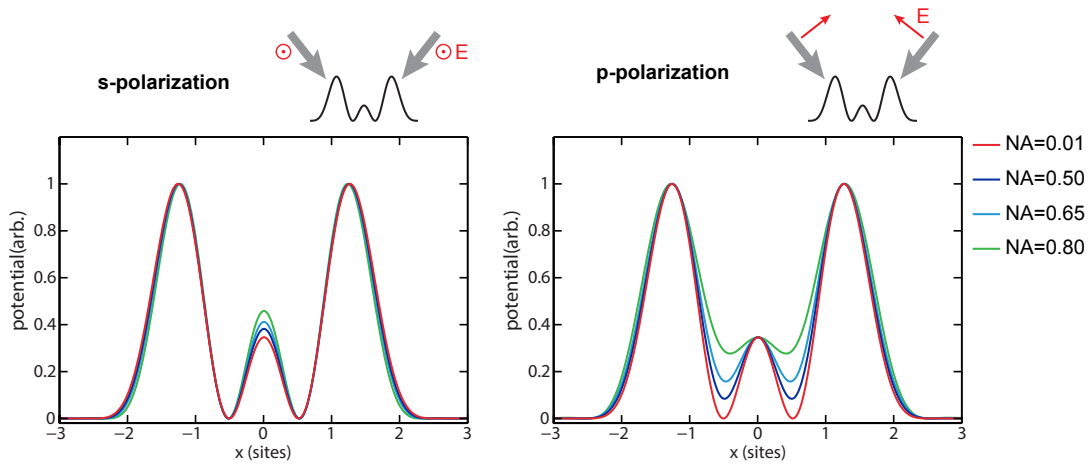 s-polarization
E
potential(arb.)
1
0.8
0.6
0.4
0.2
0
−3
−2
−1
0
1
2
3
x (sites)
p-polarization
E
potential(arb.)
1
0.8
0.6
0.4
0.2
0
−3
−2
−1
0
1
2
3
x (sites)
NA=0.01
NA=0.50
NA=0.65
NA=0.80